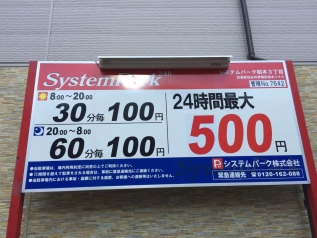 Systempark
システムパーク柏木3丁目
管理No.7642
8:00〜20:00
30分毎100円
20:00〜8:00
60分毎100円
24時間最大
500円
P システムパーク株式会社
緊急連絡先 ☎0120-162-088